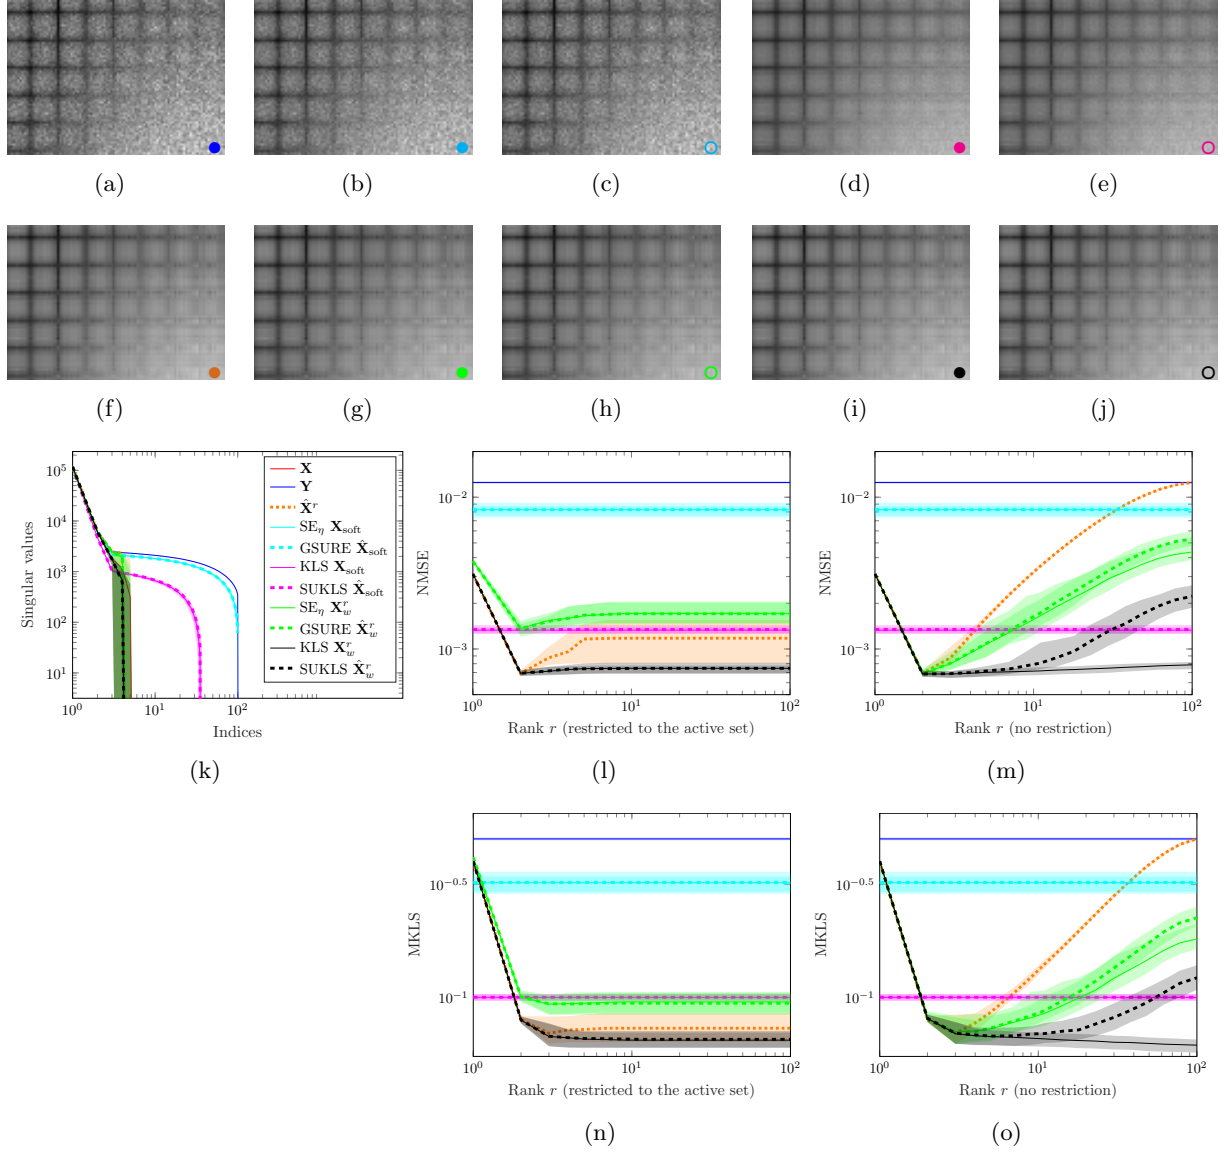 (a) (b) (c) (d) (e)
(f) (g) (h) (i) (j)
Singular values
10^5
10^4
10^3
10^2
10^1
10^0 10^1 10^2
Indices
X
Y
X̂^r
SE_η X_soft
GSURE X̂_soft
KLS X_soft
SUKLS X̂_soft
SE_η X_w^r
GSURE X̂_w^r
KLS X_w^r
SUKLS X̂_w^r
(k)
NMSE
10^−2
10^−3
10^0 10^1 10^2
Rank r (restricted to the active set)
(l)
NMSE
10^−2
10^−3
10^0 10^1 10^2
Rank r (no restriction)
(m)
MKLS
10^−0.5
10^−1
10^0 10^1 10^2
Rank r (restricted to the active set)
(n)
MKLS
10^−0.5
10^−1
10^0 10^1 10^2
Rank r (no restriction)
(o)